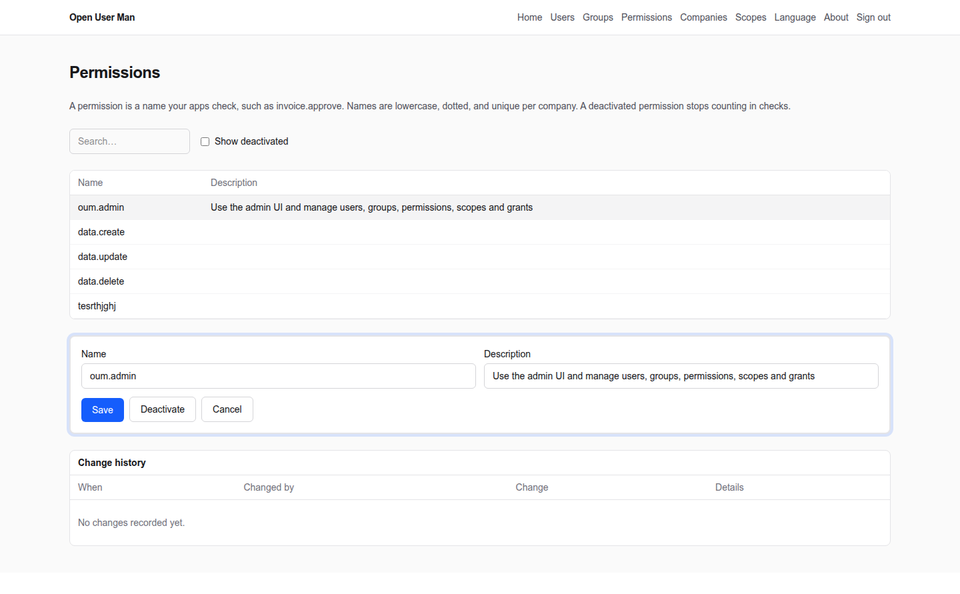 Open User Man Home Users Groups Permissions Companies Scopes Language About Sign out
Permissions
A permission is a name your apps check, such as invoice.approve. Names are lowercase, dotted, and unique per company. A deactivated permission stops counting in checks.
Search... Show deactivated
Name Description
oum.admin Use the admin UI and manage users, groups, permissions, scopes and grants
data.create
data.update
data.delete
tesrthjghj
Name Description
oum.admin Use the admin UI and manage users, groups, permissions, scopes and grants
Save Deactivate Cancel
Change history
When Changed by Change Details
No changes recorded yet.